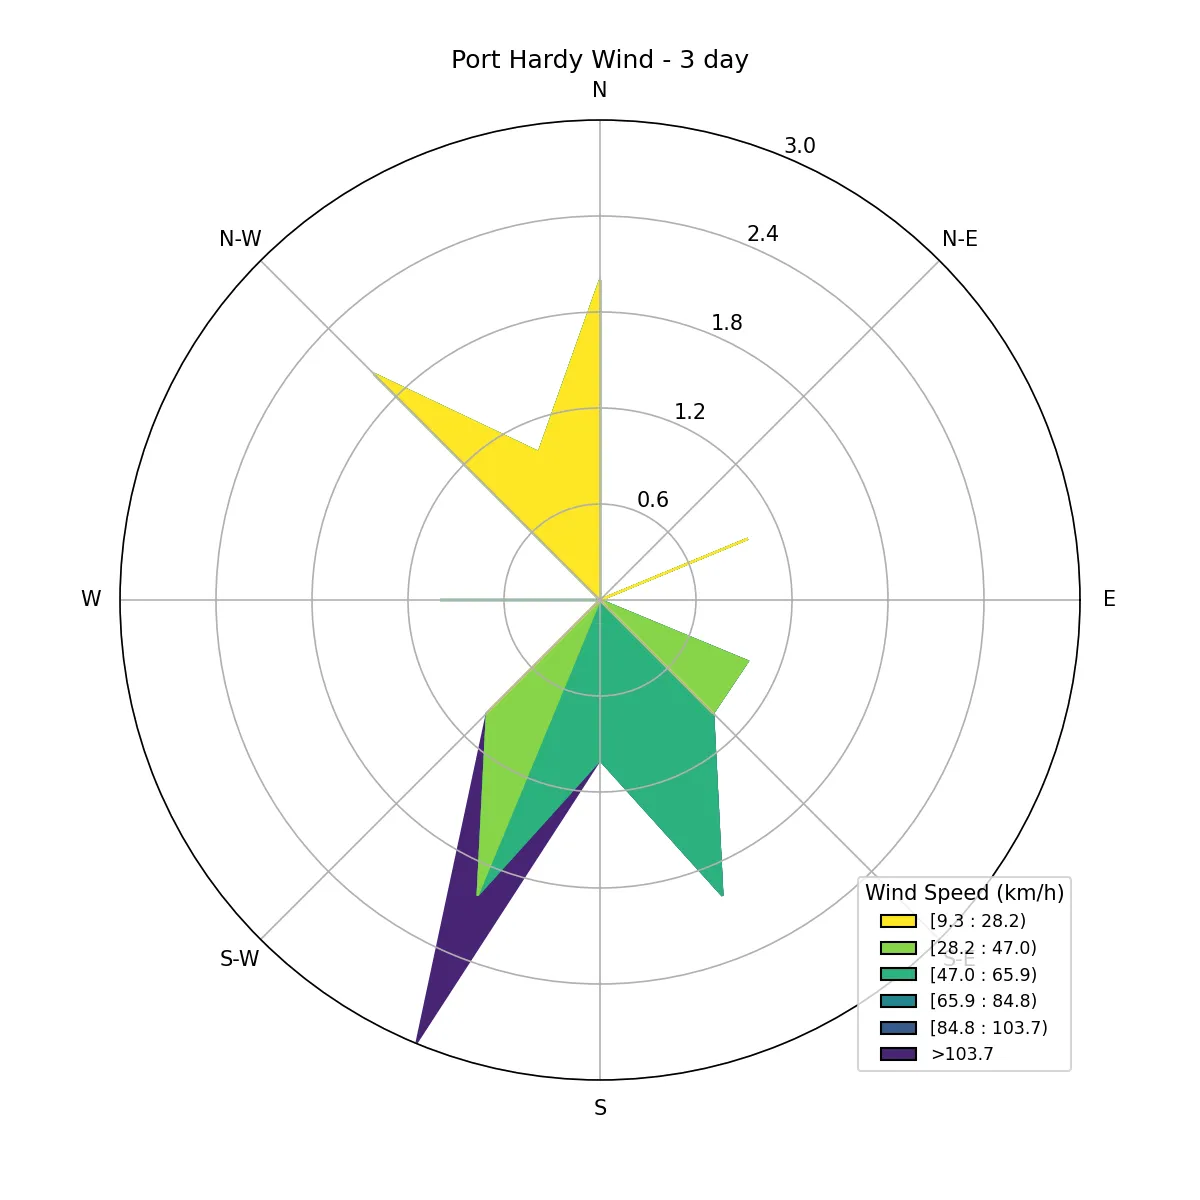 Port Hardy Wind - 3 day
N
3.0
N-W
2.4
N-E
1.8
1.2
0.6
W
E
Wind Speed (km/h)
[9.3 : 28.2)
[28.2 : 47.0)
S-W
S-E
[47.0 : 65.9)
[65.9 : 84.8)
[84.8 : 103.7)
>103.7
S